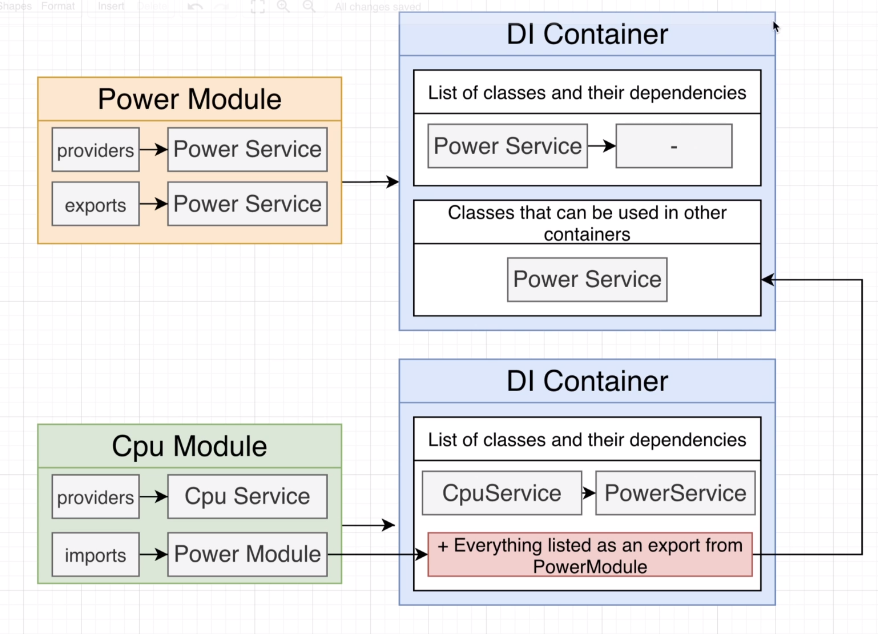 Shapes Format Insert Delete All changes saved
DI Container
Power Module
List of classes and their dependencies
providers Power Service
Power Service -
exports Power Service
Classes that can be used in other
containers
Power Service
DI Container
Cpu Module
List of classes and their dependencies
providers Cpu Service
CpuService PowerService
imports Power Module
+ Everything listed as an export from
PowerModule